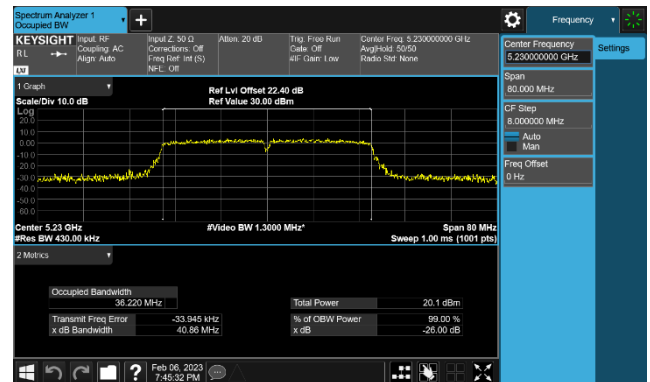 Spectrum Analyzer 1
Occupied BW
Frequency
KEYSIGHT
RL
LXI
Input: RF
Coupling: AC
Align: Auto
Input Z: 50 Ω
Corrections: Off
Freq Ref: Int (S)
NFE: Off
Atten: 20 dB
Trig: Free Run
Gate: Off
#IF Gain: Low
Center Freq: 5.230000000 GHz
Avg|Hold: 50/50
Radio Std: None
Center Frequency
5.230000000 GHz
Settings
Span
80.000 MHz
CF Step
8.000000 MHz
Auto
Man
Freq Offset
0 Hz
1 Graph
Scale/Div 10.0 dB
Ref Lvl Offset 22.40 dB
Ref Value 30.00 dBm
Log
20.0
10.0
0.00
-10.0
-20.0
-30.0
-40.0
-50.0
-60.0
Center 5.23 GHz
#Res BW 430.00 kHz
#Video BW 1.3000 MHz*
Span 80 MHz
Sweep 1.00 ms (1001 pts)
2 Metrics
Occupied Bandwidth
36.220 MHz
Total Power 20.1 dBm
Transmit Freq Error -33.945 kHz
% of OBW Power 99.00 %
x dB Bandwidth 40.86 MHz
x dB -26.00 dB
?
Feb 06, 2023
7:45:32 PM